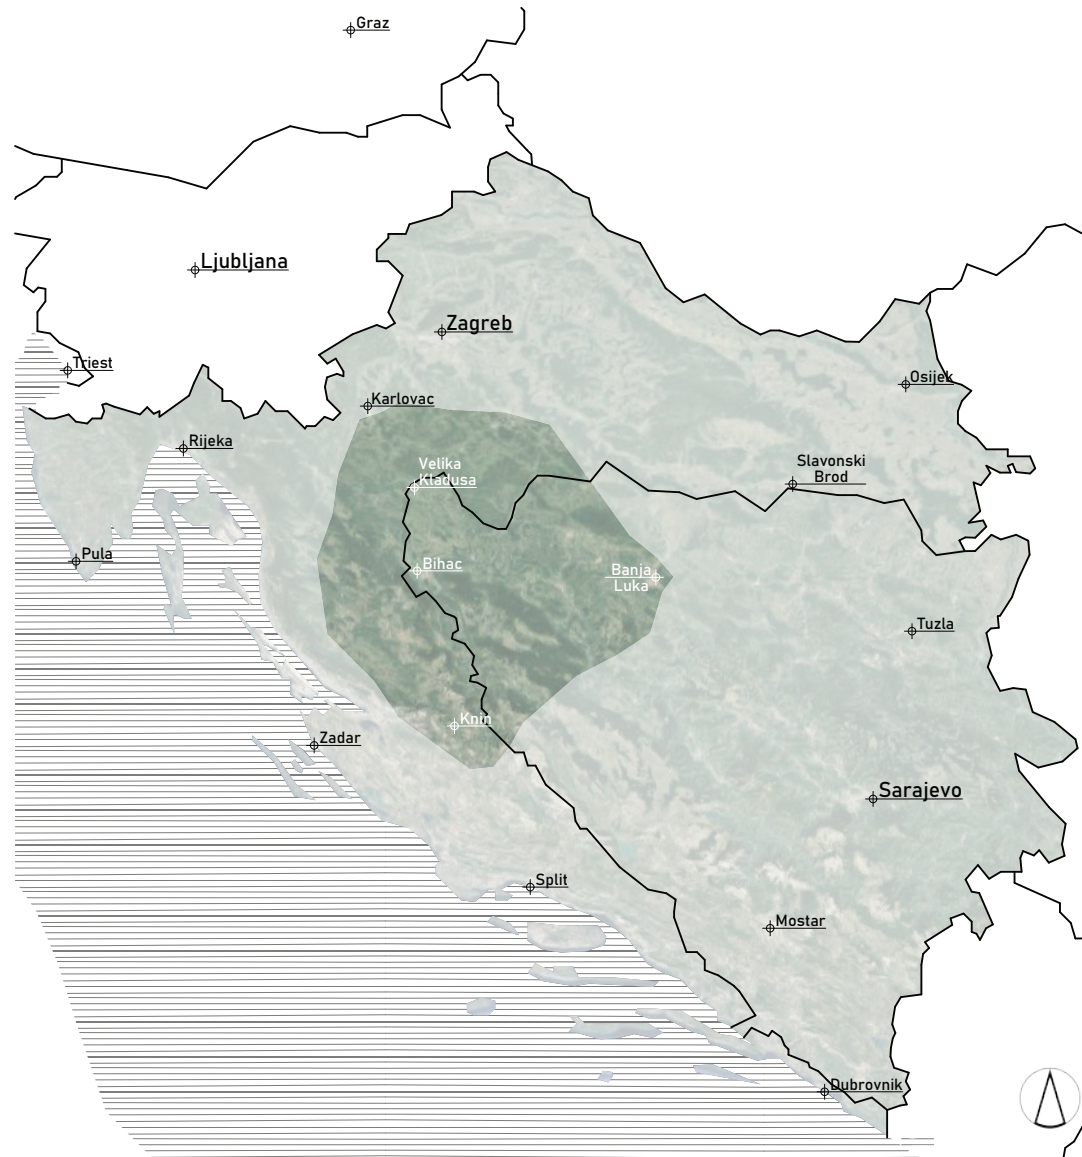 Graz
Ljubljana
Zagreb
Triest
Osijek
Karlovac
Rijeka
Velika
Kladusa
Slavonski
Brod
Pula
Bihac
Banja
Luka
Tuzla
Knin
Zadar
Sarajevo
Split
Mostar
Dubrovnik